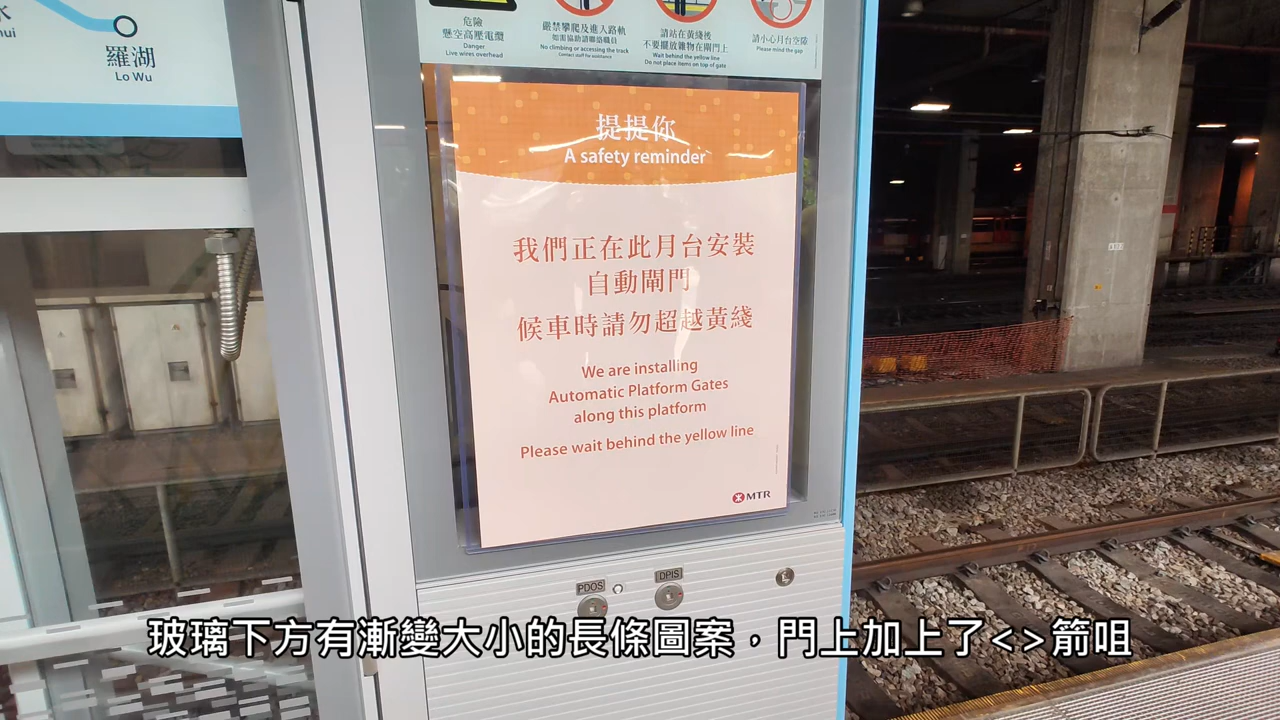 水
hui
羅湖
Lo Wu
危險
懸空高壓電纜
Danger
Live wires overhead
嚴禁攀爬及進入路軌
如需協助請聯絡職員
No climbing or accessing the track
Contact staff for assistance
請站在黃綫後
不要擺放雜物在閘門上
Wait behind the yellow line
Do not place items on top of gate
請小心月台空隙
Please mind the gap
提提你
A safety reminder
我們正在此月台安裝
自動閘門
候車時請勿超越黃綫
We are installing
Automatic Platform Gates
along this platform
Please wait behind the yellow line
MTR
PDOS
DPIS
玻璃下方有漸變大小的長條圖案，門上加上了<>箭咀